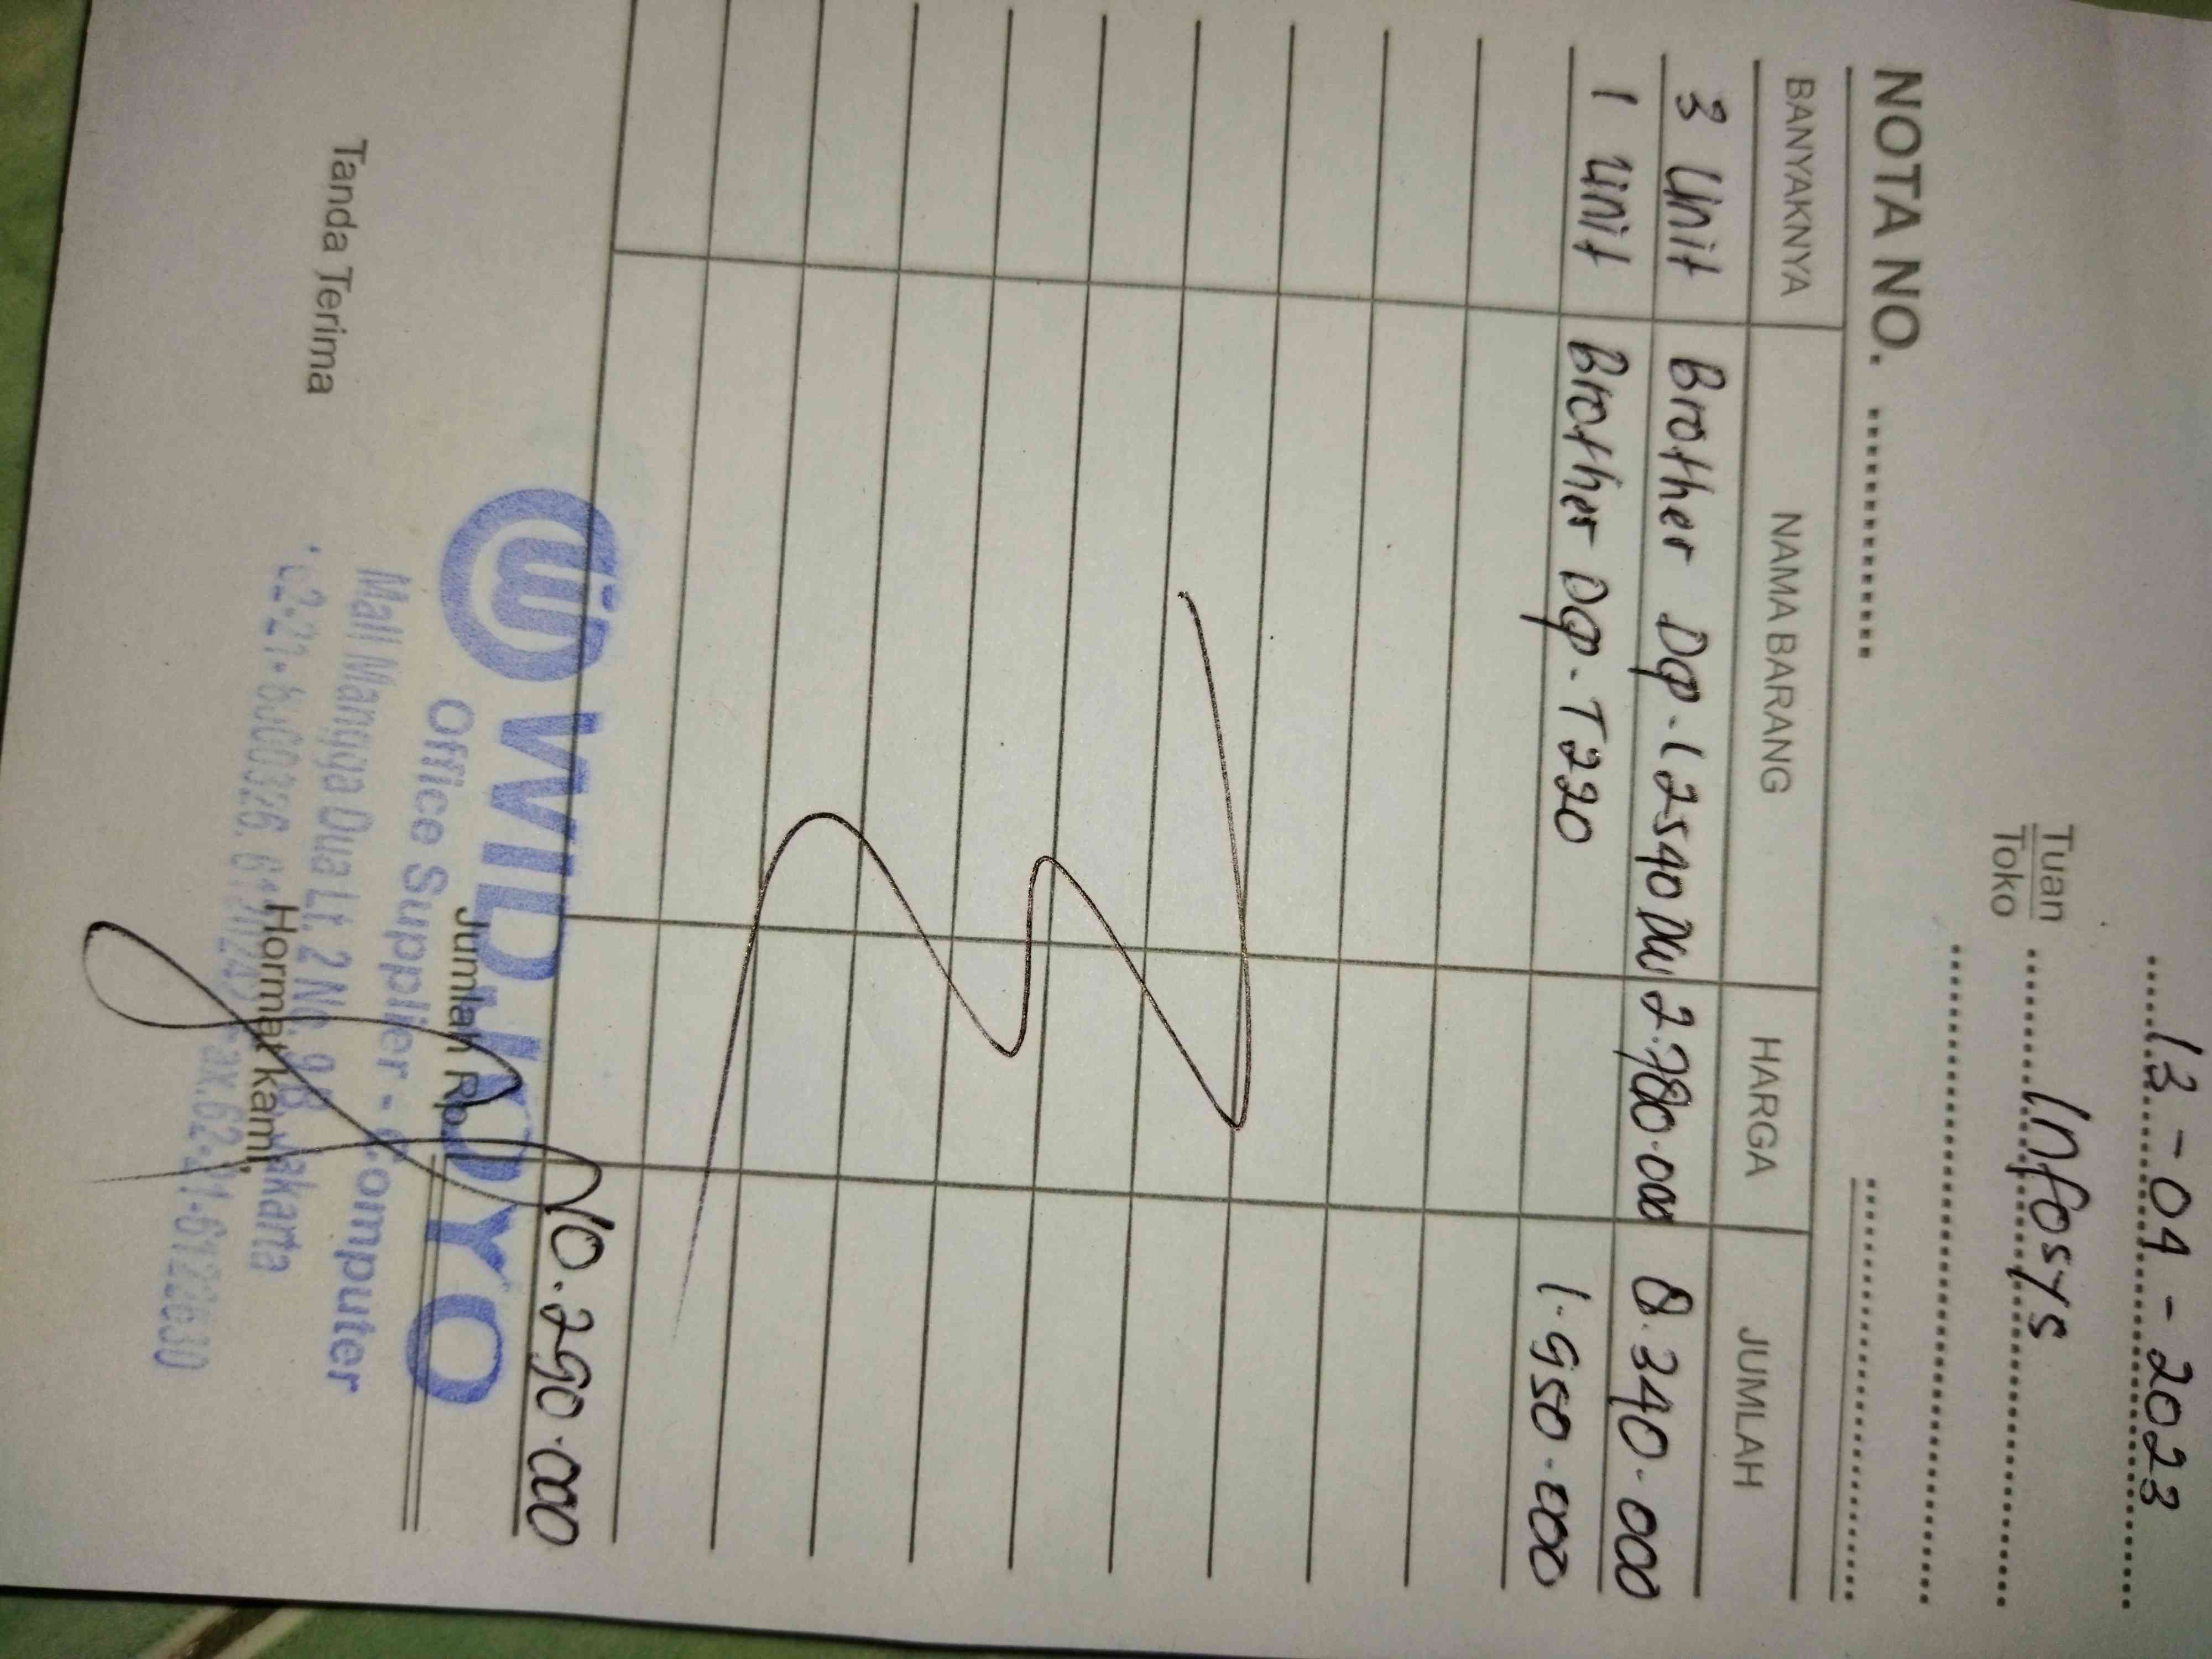 13-04-2023
Tuan
Toko
Infosys
NOTA NO.
BANYAKNYA NAMA BARANG HARGA JUMLAH
3 Unit Brother Dcp-L2540DW 2.780.000 8.340.000
1 Unit Brother Dcp-T220 1.950.000
Jumlah Rp. 10.290.000
WIDJOYO
Office Supplier - Computer
Mall Mangga Dua Lt. 2 No. Jakarta
Tanda Terima Hormat kami,